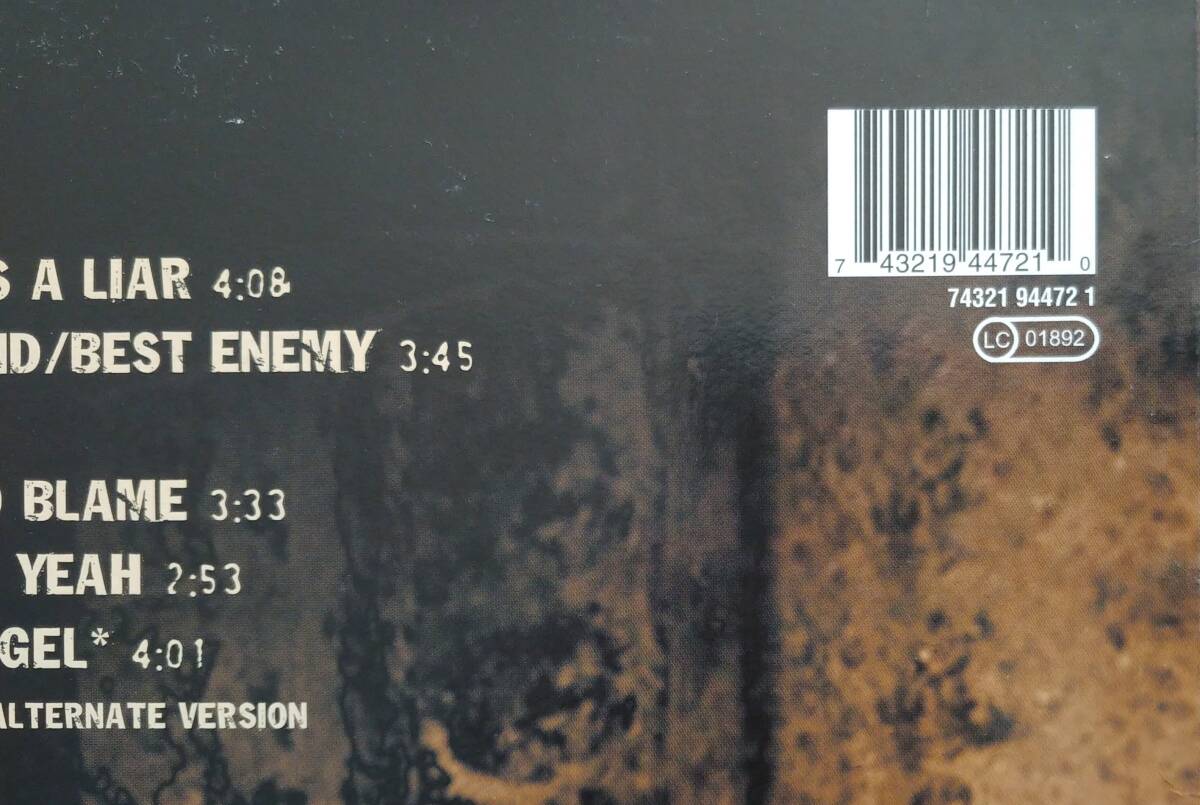 S A LIAR 4:08
ND/BEST ENEMY 3:45
BLAME 3:33
YEAH 2:53
GEL* 4:01
ALTERNATE VERSION
7 43219 44721 0
74321 94472 1
LC 01892